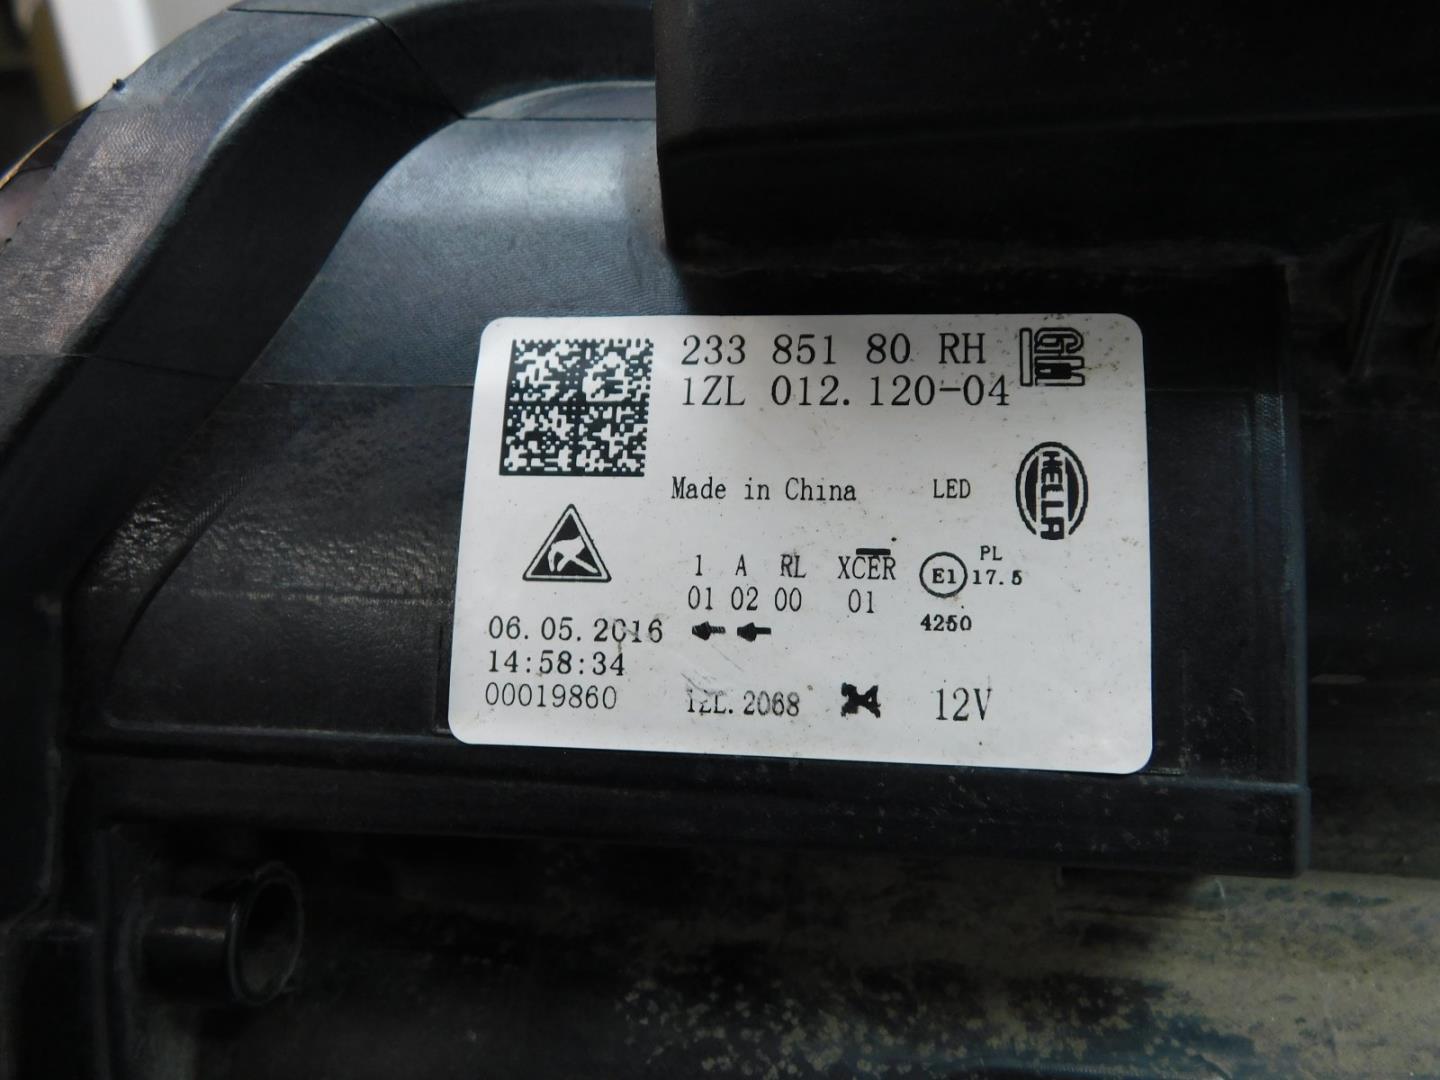 233 851 80 RH
GM
1ZL 012.120-04
Made in China LED
HELLA
1 A RL XCER E1 PL 17.5
01 02 00 01
4250
06.05.2016
14:58:34
00019860 1ZL.2068 12V